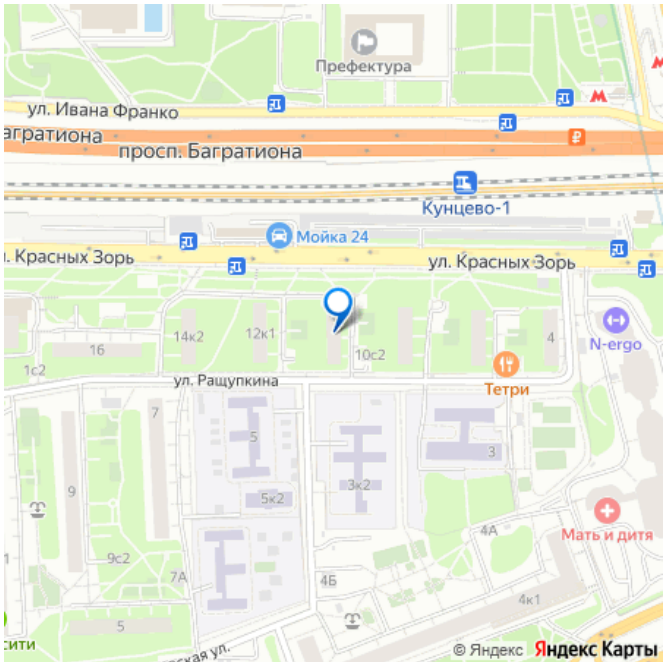 Префектура
ул. Ивана Франко
агратиона
просп. Багратиона
₽
Кунцево-1
Мойка 24
л. Красных Зорь
ул. Красных Зорь
N-ergo
14к2
12к1
4
16
10с2
1с2
ул. Ращупкина
Тетри
7
5
3
9
5к2
3к2
4А
Мать и дитя
9с2
7А
4Б
4к1
5
сити
ская ул.
© Яндекс
Яндекс Карты